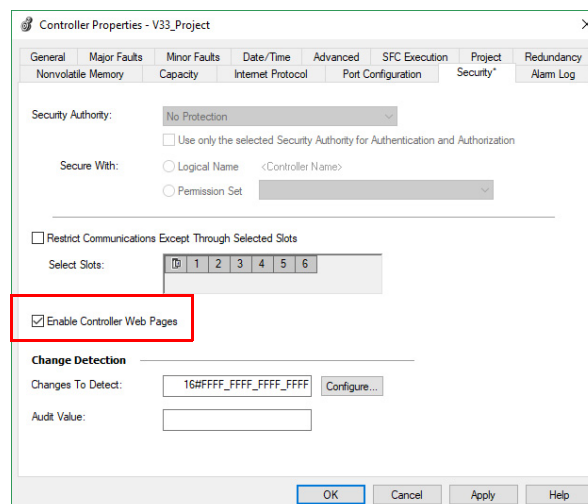 Controller Properties - V33_Project
General Major Faults Minor Faults Date/Time Advanced SFC Execution Project Redundancy
Nonvolatile Memory Capacity Internet Protocol Port Configuration Security* Alarm Log
Security Authority: No Protection
Use only the selected Security Authority for Authentication and Authorization
Secure With: Logical Name <Controller Name>
Permission Set
Restrict Communications Except Through Selected Slots
Select Slots: 1 2 3 4 5 6
Enable Controller Web Pages
Change Detection
Changes To Detect: 16#FFFF_FFFF_FFFF_FFFF Configure...
Audit Value:
OK Cancel Apply Help